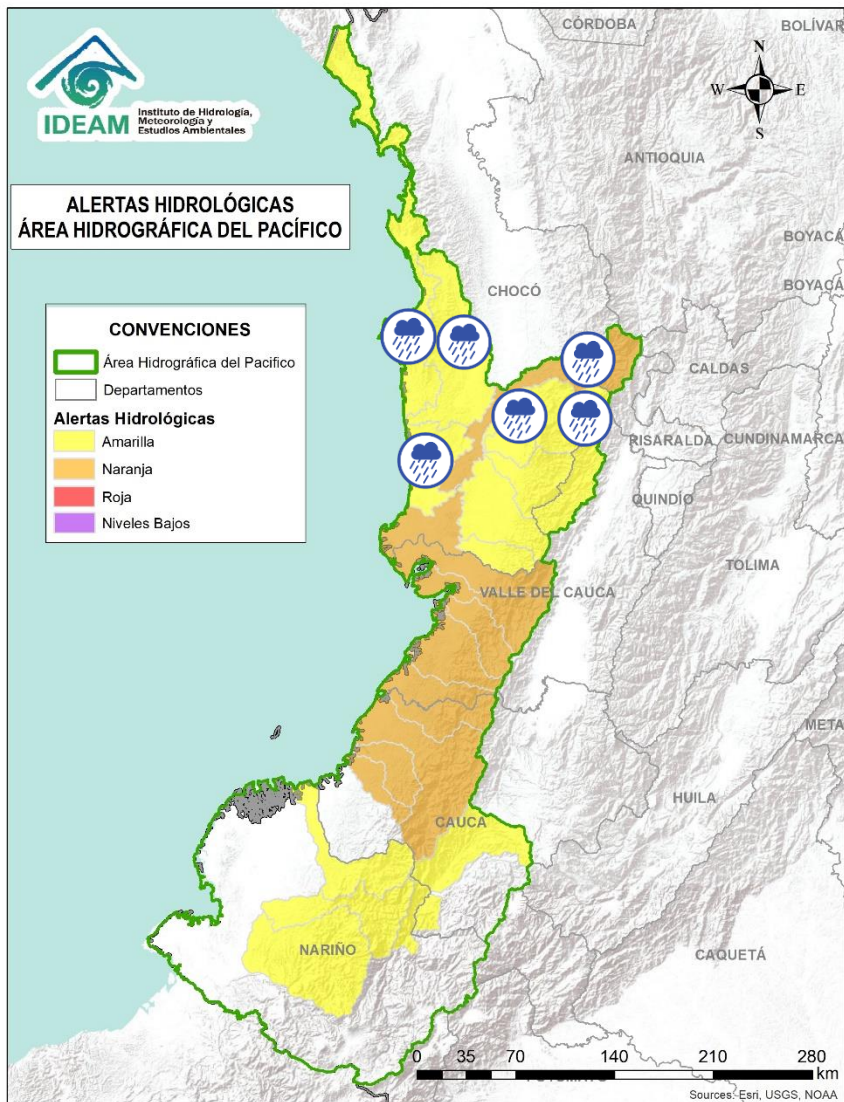 IDEAM
Instituto de Hidrología,
Meteorología y
Estudios Ambientales
ALERTAS HIDROLÓGICAS
ÁREA HIDROGRÁFICA DEL PACÍFICO
CONVENCIONES
Área Hidrográfica del Pacifico
Departamentos
Alertas Hidrológicas
Amarilla
Naranja
Roja
Niveles Bajos
N
W
E
S
CÓRDOBA
BOLÍVAR
ANTIOQUIA
BOYACÁ
BOYACÁ
CHOCÓ
CALDAS
RISARALDA
CUNDINAMARCA
QUINDÍO
TOLIMA
VALLE DEL CAUCA
META
HUILA
CAUCA
NARIÑO
CAQUETÁ
0 35 70 140 210 280
km
Sources: Esri, USGS, NOAA